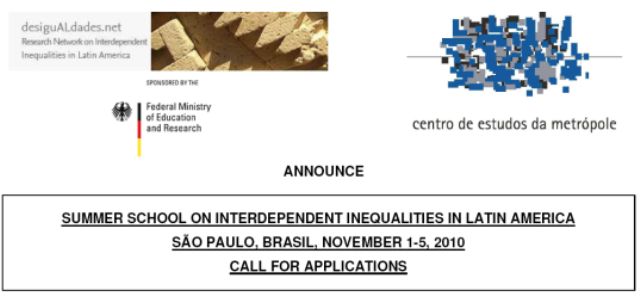 desiguALdades.net
Research Network on Interdependent
Inequalities in Latin America
SPONSORED BY THE
Federal Ministry
of Education
and Research
centro de estudos da metrópole
ANNOUNCE
SUMMER SCHOOL ON INTERDEPENDENT INEQUALITIES IN LATIN AMERICA
SÃO PAULO, BRASIL, NOVEMBER 1-5, 2010
CALL FOR APPLICATIONS